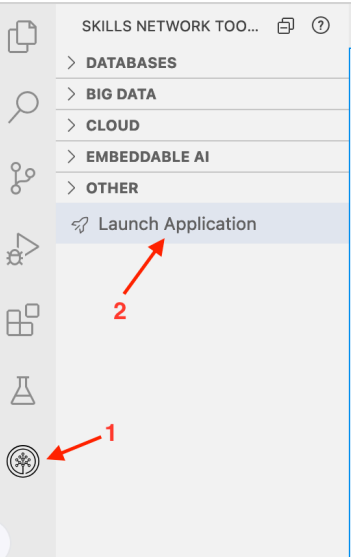 SKILLS NETWORK TOO...
DATABASES
BIG DATA
CLOUD
EMBEDDABLE AI
OTHER
Launch Application
2
1